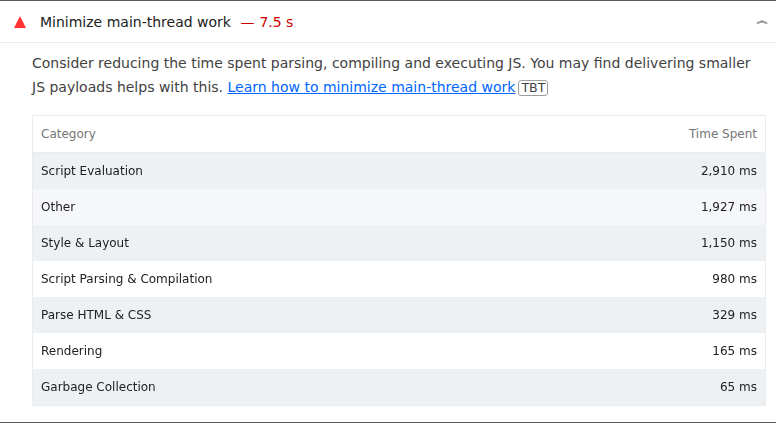 Minimize main-thread work — 7.5 s
Consider reducing the time spent parsing, compiling and executing JS. You may find delivering smaller
JS payloads helps with this. Learn how to minimize main-thread work TBT
Category Time Spent
Script Evaluation 2,910 ms
Other 1,927 ms
Style & Layout 1,150 ms
Script Parsing & Compilation 980 ms
Parse HTML & CSS 329 ms
Rendering 165 ms
Garbage Collection 65 ms